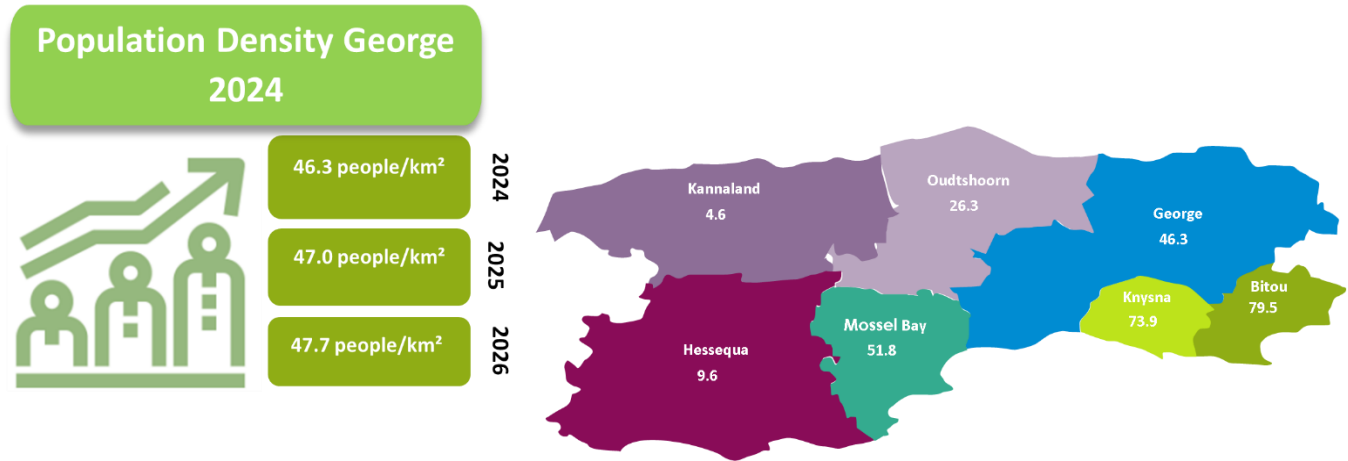 Population Density George
2024
46.3 people/km²
2024
47.0 people/km²
2025
47.7 people/km²
2026
Kannaland
4.6
Oudtshoorn
26.3
George
46.3
Knysna
73.9
Bitou
79.5
Mossel Bay
51.8
Hessequa
9.6